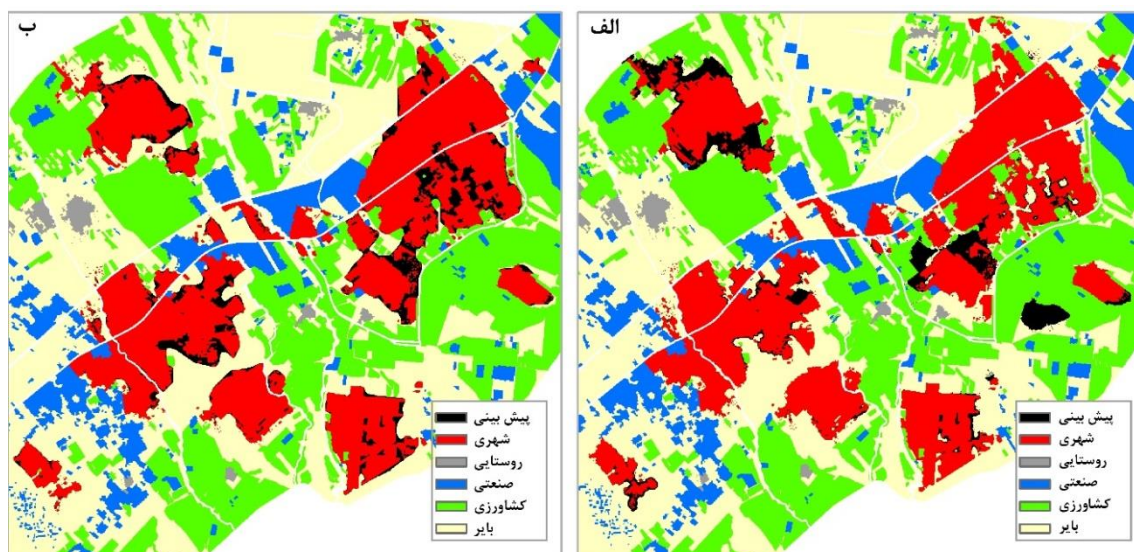 الف
پیش بینی
شهری
روستایی
صنعتی
کشاورزی
بایر
ب
پیش بینی
شهری
روستایی
صنعتی
کشاورزی
بایر